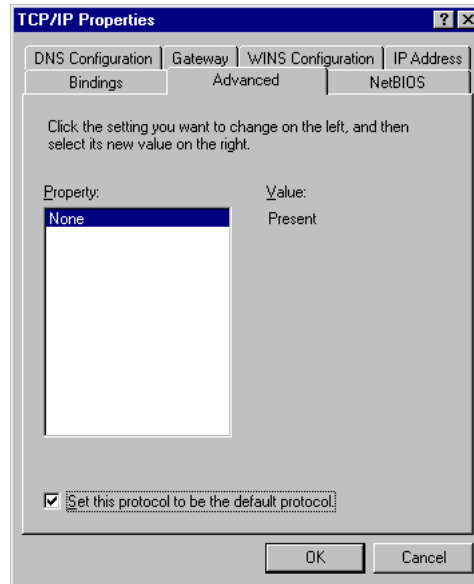 TCP/IP Properties
DNS Configuration Gateway WINS Configuration IP Address
Bindings Advanced NetBIOS
Click the setting you want to change on the left, and then
select its new value on the right.
Property: Value:
None Present
Set this protocol to be the default protocol.
OK Cancel